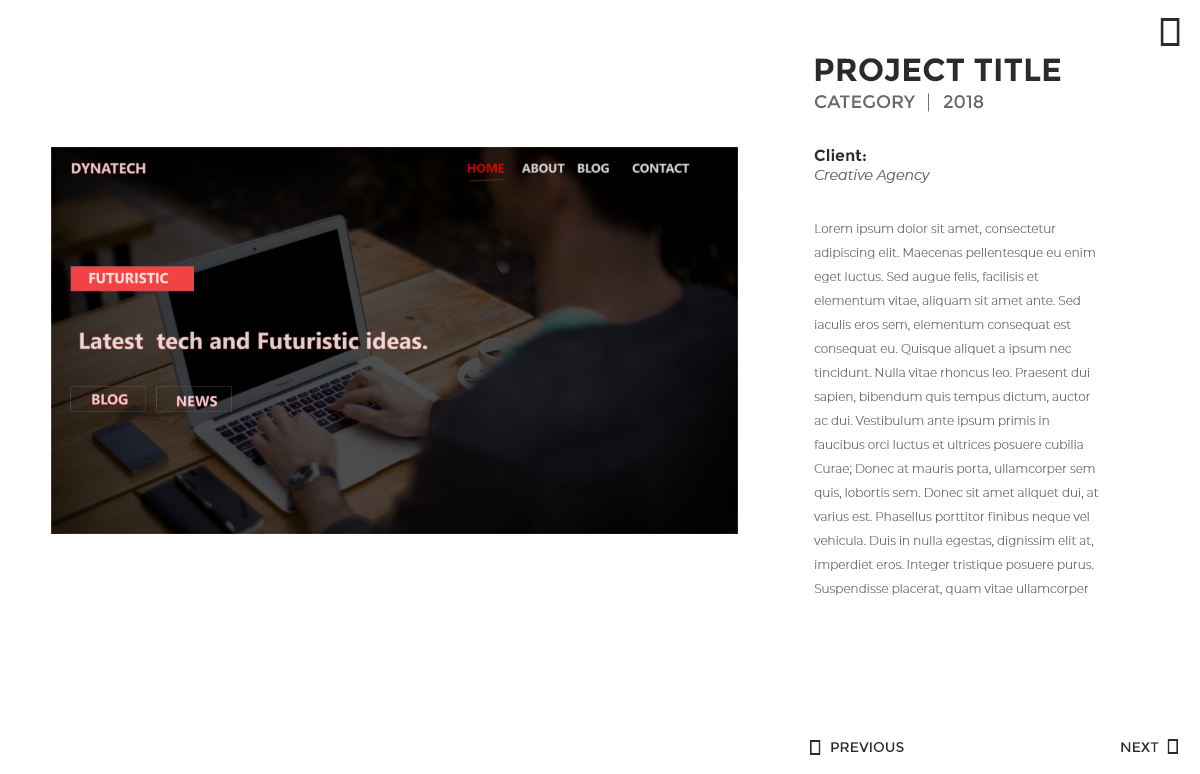 PROJECT TITLE
CATEGORY | 2018
Client:
Creative Agency
DYNATECH HOME ABOUT BLOG CONTACT
FUTURISTIC
Latest tech and Futuristic ideas.
BLOG NEWS
Lorem ipsum dolor sit amet, consectetur
adipiscing elit. Maecenas pellentesque eu enim
eget luctus. Sed augue felis, facilisis et
elementum vitae, aliquam sit amet ante. Sed
iaculis eros sem, elementum consequat est
consequat eu. Quisque aliquet a ipsum nec
tincidunt. Nulla vitae rhoncus leo. Praesent dui
sapien, bibendum quis tempus dictum, auctor
ac dui. Vestibulum ante ipsum primis in
faucibus orci luctus et ultrices posuere cubilia
Curae; Donec at mauris porta, ullamcorper sem
quis, lobortis sem. Donec sit amet aliquet dui, at
varius est. Phasellus porttitor finibus neque vel
vehicula. Duis in nulla egestas, dignissim elit at,
imperdiet eros. Integer tristique posuere purus.
Suspendisse placerat, quam vitae ullamcorper
PREVIOUS NEXT